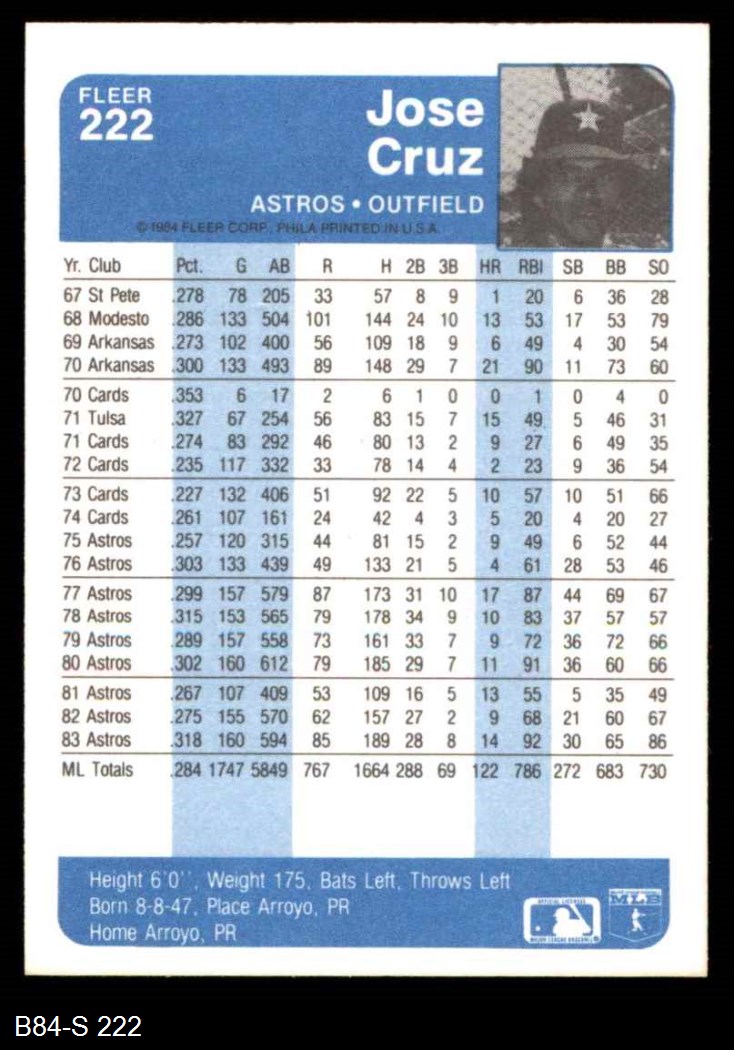 FLEER
222
Jose
Cruz
ASTROS • OUTFIELD
© 1984 FLEER CORP., PHILA PRINTED IN U.S.A.
Yr. Club Pct. G AB R H 2B 3B HR RBI SB BB SO
67 St Pete .278 78 205 33 57 8 9 1 20 6 36 28
68 Modesto .286 133 504 101 144 24 10 13 53 17 53 79
69 Arkansas .273 102 400 56 109 18 9 6 49 4 30 54
70 Arkansas .300 133 493 89 148 29 7 21 90 11 73 60
70 Cards .353 6 17 2 6 1 0 0 1 0 4 0
71 Tulsa .327 67 254 56 83 15 7 15 49 5 46 31
71 Cards .274 83 292 46 80 13 2 9 27 6 49 35
72 Cards .235 117 332 33 78 14 4 2 23 9 36 54
73 Cards .227 132 406 51 92 22 5 10 57 10 51 66
74 Cards .261 107 161 24 42 4 3 5 20 4 20 27
75 Astros .257 120 315 44 81 15 2 9 49 6 52 44
76 Astros .303 133 439 49 133 21 5 4 61 28 53 46
77 Astros .299 157 579 87 173 31 10 17 87 44 69 67
78 Astros .315 153 565 79 178 34 9 10 83 37 57 57
79 Astros .289 157 558 73 161 33 7 9 72 36 72 66
80 Astros .302 160 612 79 185 29 7 11 91 36 60 66
81 Astros .267 107 409 53 109 16 5 13 55 5 35 49
82 Astros .275 155 570 62 157 27 2 9 68 21 60 67
83 Astros .318 160 594 85 189 28 8 14 92 30 65 86
ML Totals .284 1747 5849 767 1664 288 69 122 786 272 683 730
Height 6'0'', Weight 175, Bats Left, Throws Left
Born 8-8-47, Place Arroyo, PR
Home Arroyo, PR
MLB
B84-S 222